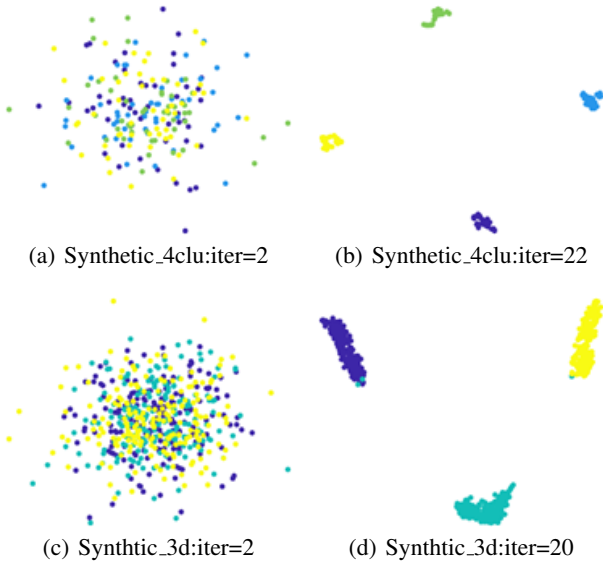 (a) Synthetic_4clu:iter=2
(b) Synthetic_4clu:iter=22
(c) Synthtic_3d:iter=2
(d) Synthtic_3d:iter=20